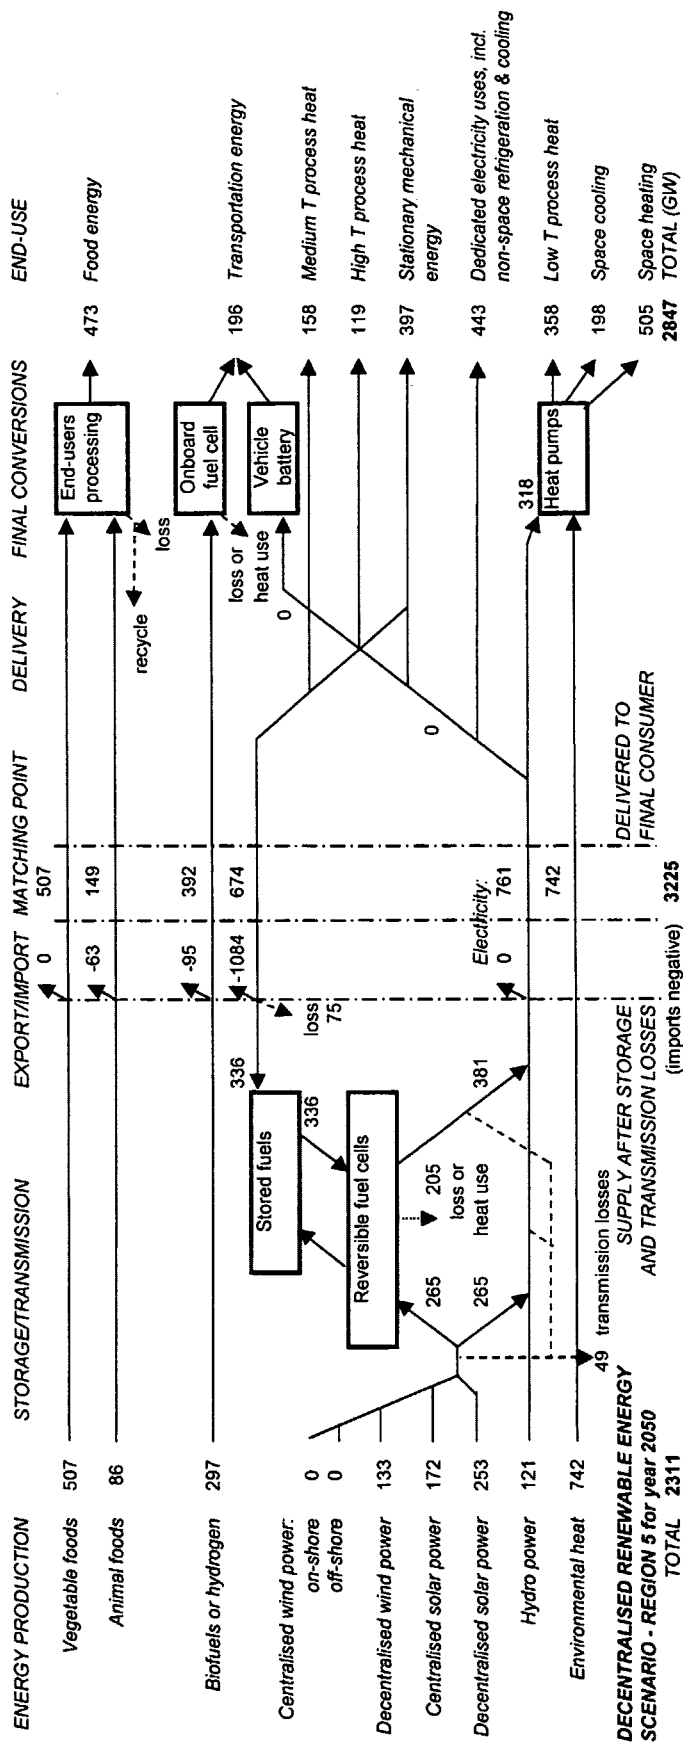 ENERGY PRODUCTION
STORAGE/TRANSMISSION
EXPORT/IMPORT
MATCHING POINT
DELIVERY
FINAL CONVERSIONS
END-USE
Vegetable foods 507
0
507
End-users
processing
473 Food energy
Animal foods 86
-63
149
recycle
loss
Biofuels or hydrogen 297
-95
392
Onboard
fuel cell
loss or
heat use
196 Transportation energy
Vehicle
battery
0
Stored fuels
336
-1084
674
loss
75
336
Centralised wind power:
on-shore 0
off-shore 0
Decentralised wind power 133
Centralised solar power 172
Decentralised solar power 253
Reversible fuel cells
205
loss or
heat use
265
265
381
158 Medium T process heat
119 High T process heat
397 Stationary mechanical
energy
0
443 Dedicated electricity uses, incl.
non-space refrigeration & cooling
Hydro power 121
Electricity:
0
761
318
Heat pumps
358 Low T process heat
198 Space cooling
505 Space heating
Environmental heat 742
742
49 transmission losses
DECENTRALISED RENEWABLE ENERGY
SCENARIO - REGION 5 for year 2050
SUPPLY AFTER STORAGE
AND TRANSMISSION LOSSES
DELIVERED TO
FINAL CONSUMER
TOTAL 2311
(imports negative)
3225
2847 TOTAL (GW)